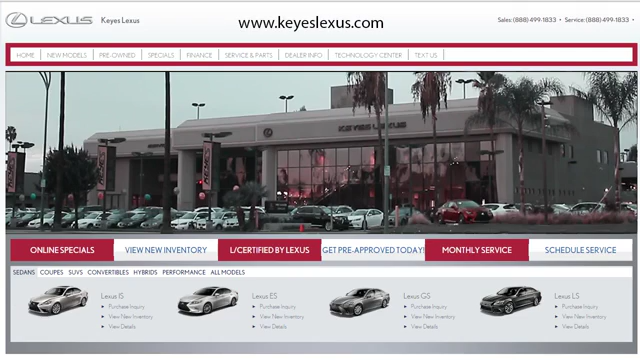 www.keyeslexus.com
LEXUS Keyes Lexus
Sales: (888) 499-1833 • Service: (888) 499-1833 •
HOME NEW MODELS PRE-OWNED SPECIALS FINANCE SERVICE & PARTS DEALER INFO TECHNOLOGY CENTER TEXT US
KEYES LEXUS
ONLINE SPECIALS VIEW NEW INVENTORY L/CERTIFIED BY LEXUS GET PRE-APPROVED TODAY! MONTHLY SERVICE SCHEDULE SERVICE
SEDANS COUPES SUVS CONVERTIBLES HYBRIDS PERFORMANCE ALL MODELS
Lexus IS
Purchase Inquiry
View New Inventory
View Details
Lexus ES
Purchase Inquiry
View New Inventory
View Details
Lexus GS
Purchase Inquiry
View New Inventory
View Details
Lexus LS
Purchase Inquiry
View New Inventory
View Details